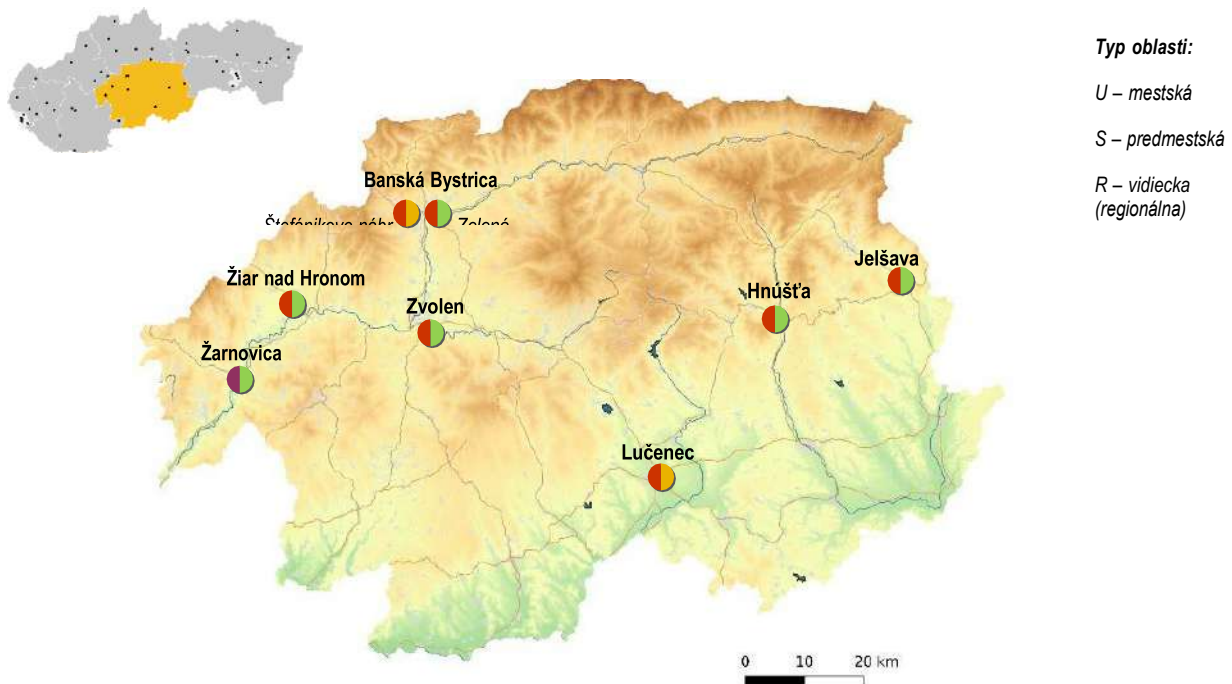 Typ oblasti:
U – mestská
S – predmestská
R – vidiecka
(regionálna)
Banská Bystrica
Jelšava
Žiar nad Hronom
Hnúšťa
Zvolen
Žarnovica
Lučenec
0 10 20 km